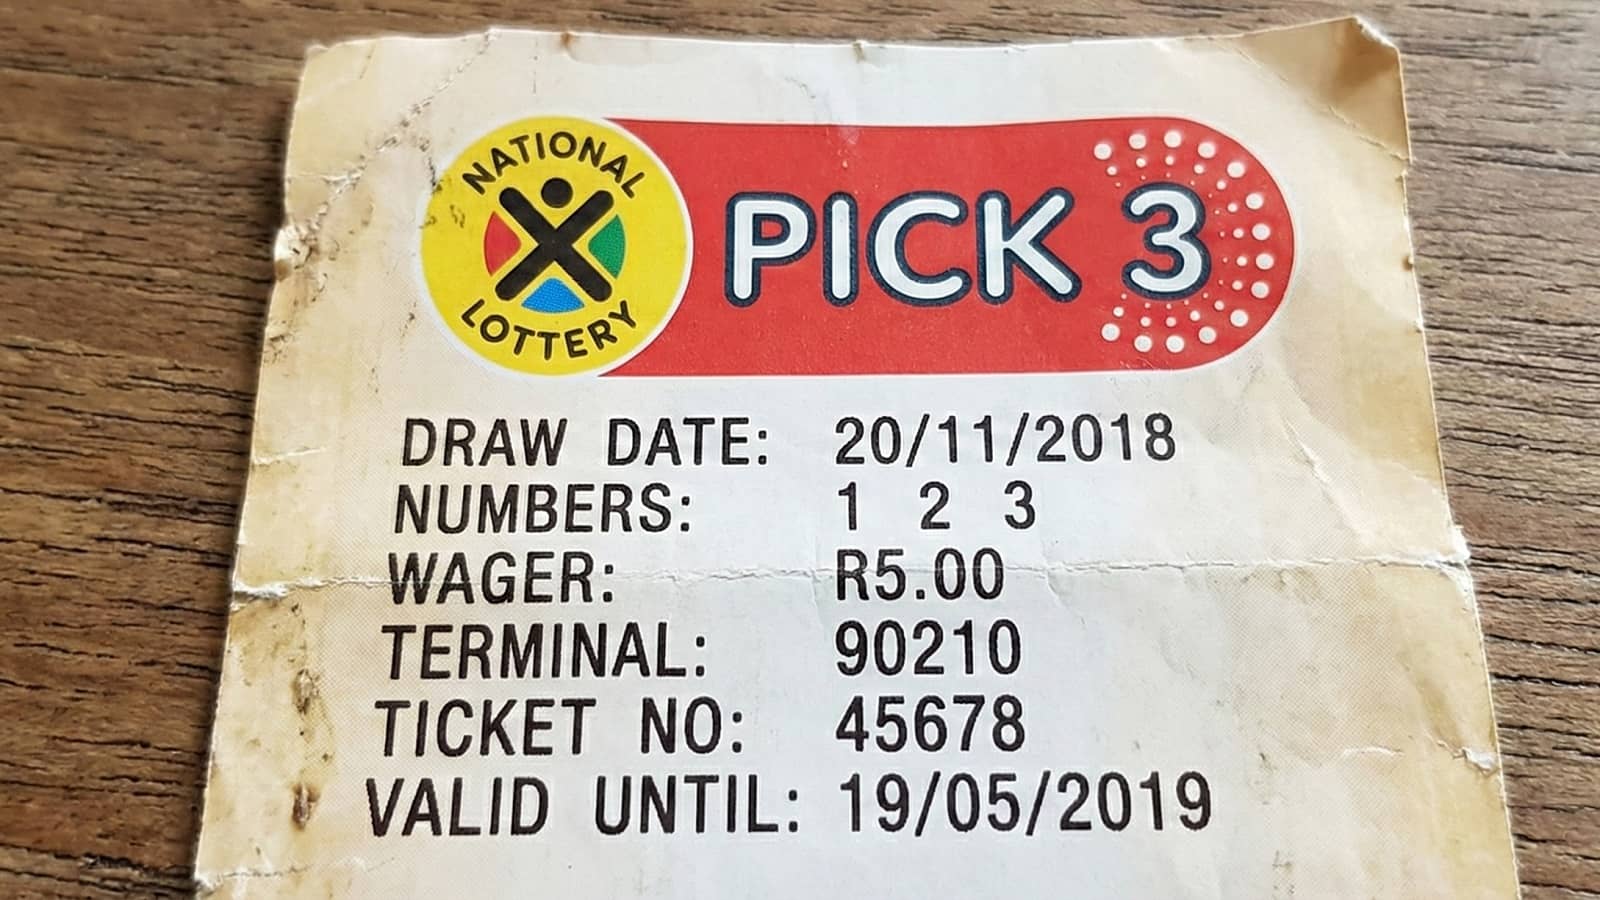 NATIONAL
LOTTERY
PICK 3
DRAW DATE: 20/11/2018
NUMBERS: 1 2 3
WAGER: R5.00
TERMINAL: 90210
TICKET NO: 45678
VALID UNTIL: 19/05/2019